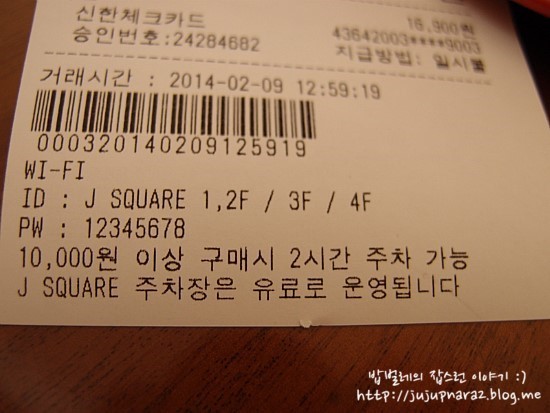 신한체크카드 16,900원
승인번호:24284682 43642003****9003
지급방법: 일시불
거래시간 : 2014-02-09 12:59:19
00032014020912591​9
WI-FI
ID : J SQUARE 1,2F / 3F / 4F
PW : 12345678
10,000원 이상 구매시 2시간 주차 가능
J SQUARE 주차장은 유료로 운영됩니다
밥벌레의 잡스런 이야기 :)
http://jujupnara2.blog.me